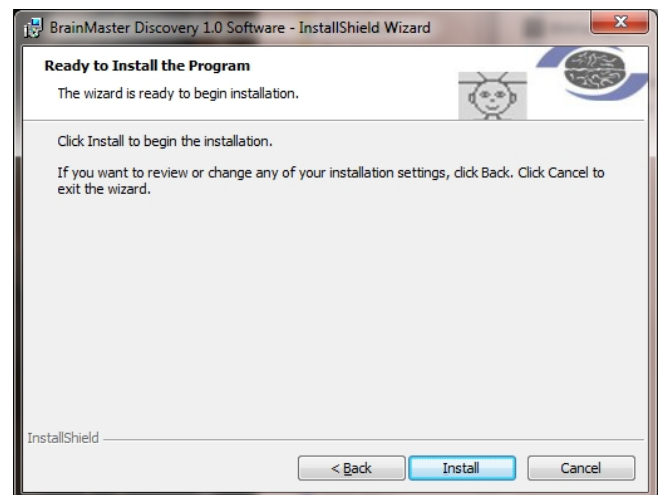 BrainMaster Discovery 1.0 Software - InstallShield Wizard
Ready to Install the Program
The wizard is ready to begin installation.
Click Install to begin the installation.
If you want to review or change any of your installation settings, click Back. Click Cancel to
exit the wizard.
InstallShield
< Back
Install
Cancel